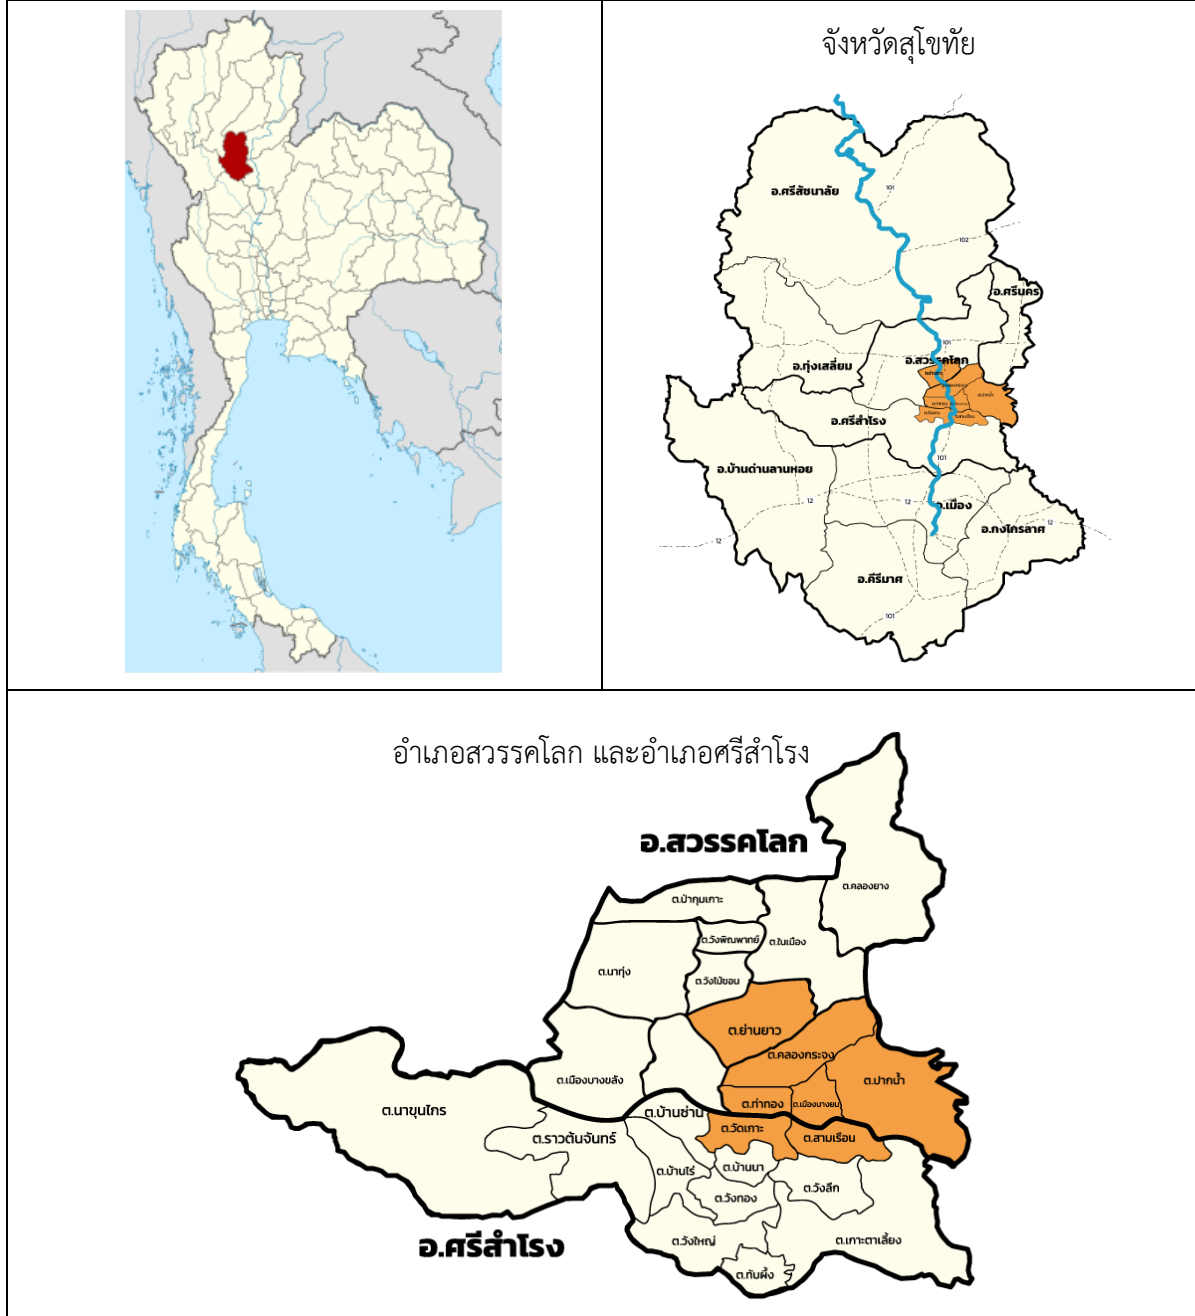 จังหวัดสุโขทัย
อ.ศรีสัชนาลัย
101
102
อ.ศรีนคร
101
อ.สวรรคโลก
อ.ทุ่งเสลี่ยม
อ.ศรีสำโรง
101
อ.บ้านด่านลานหอย
12
12
อ.เมือง
อ.กงไกรลาศ
12
12
อ.คีรีมาศ
101
อำเภอสวรรคโลก และอำเภอศรีสำโรง
อ.สวรรคโลก
ต.คลองยาง
ต.ป่ากุมเกาะ
ต.วังพิณพาทย์
ต.ในเมือง
ต.นาทุ่ง
ต.วังไม้ขอน
ต.ย่านยาว
ต.คลองกระจง
ต.ปากน้ำ
ต.เมืองบางขลัง
ต.ท่าทอง
ต.เมืองบางยม
ต.นาขุนไกร
ต.บ้านซ่าน
ต.วัดเกาะ
ต.สามเรือน
ต.ราวต้นจันทร์
ต.บ้านไร่
ต.บ้านนา
ต.วังลึก
ต.วังทอง
อ.ศรีสำโรง
ต.วังใหญ่
ต.เกาะตาเลี้ยง
ต.ทับผึ้ง